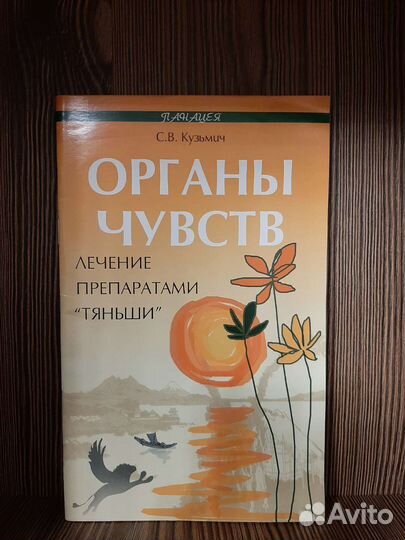 ПАНАЦЕЯ
С.В. Кузьмич
ОРГАНЫ
ЧУВСТВ
ЛЕЧЕНИЕ
ПРЕПАРАТАМИ
"ТЯНЬШИ"
Avito